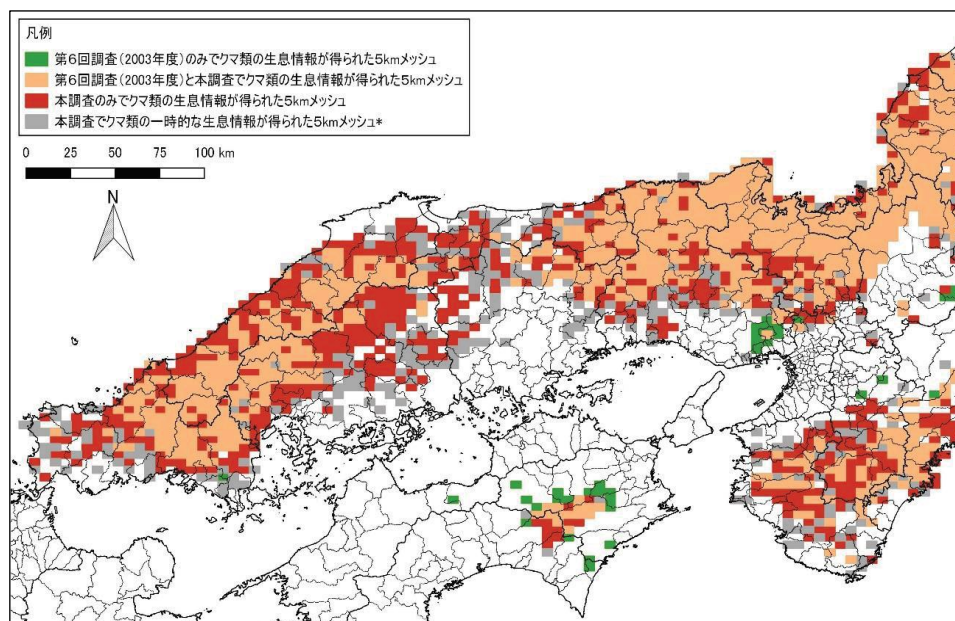 凡例
第6回調査(2003年度)のみでクマ類の生息情報が得られた5kmメッシュ
第6回調査(2003年度)と本調査でクマ類の生息情報が得られた5kmメッシュ
本調査のみでクマ類の生息情報が得られた5kmメッシュ
本調査でクマ類の一時的な生息情報が得られた5kmメッシュ*
0 25 50 75 100 km
N